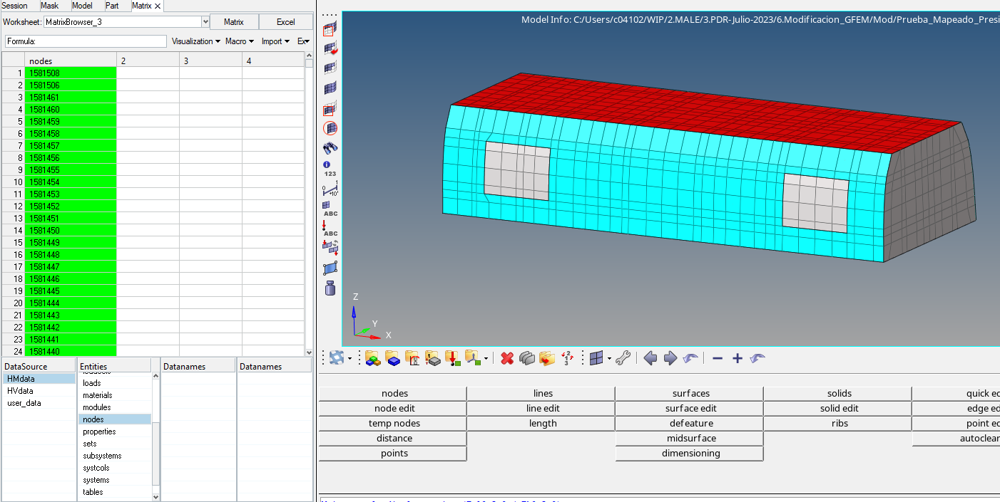 Session Mask Model Part Matrix
Worksheet: MatrixBrowser_3 Matrix Excel
Formula: Visualization Macro Import Ex
nodes 2 3 4
1 1581508
2 1581506
3 1581461
4 1581460
5 1581459
6 1581458
7 1581457
8 1581456
9 1581455
10 1581454
11 1581453
12 1581452
13 1581451
14 1581450
15 1581449
16 1581448
17 1581447
18 1581446
19 1581445
20 1581444
21 1581443
22 1581442
23 1581441
24 1581440
DataSource Entities Datanames Datanames
HMdata
HVdata
user_data
loads
materials
modules
nodes
properties
sets
subsystems
systcols
systems
tables
123
ABC
ABC
Model Info: C:/Users/c04102/WIP/2.MALE/3.PDR-Julio-2023/6.Modificacion_GFEM/Mod/Prueba_Mapeado_Presi
Z
Y
X
nodes lines surfaces solids quick ed
node edit line edit surface edit solid edit edge ed
temp nodes length defeature ribs point ed
distance midsurface autoclean
points dimensioning